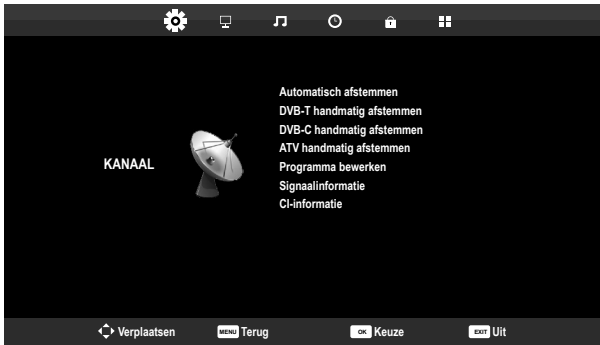 Automatisch afstemmen
DVB-T handmatig afstemmen
DVB-C handmatig afstemmen
ATV handmatig afstemmen
KANAAL
Programma bewerken
Signaalinformatie
CI-informatie
Verplaatsen MENU Terug OK Keuze EXIT Uit